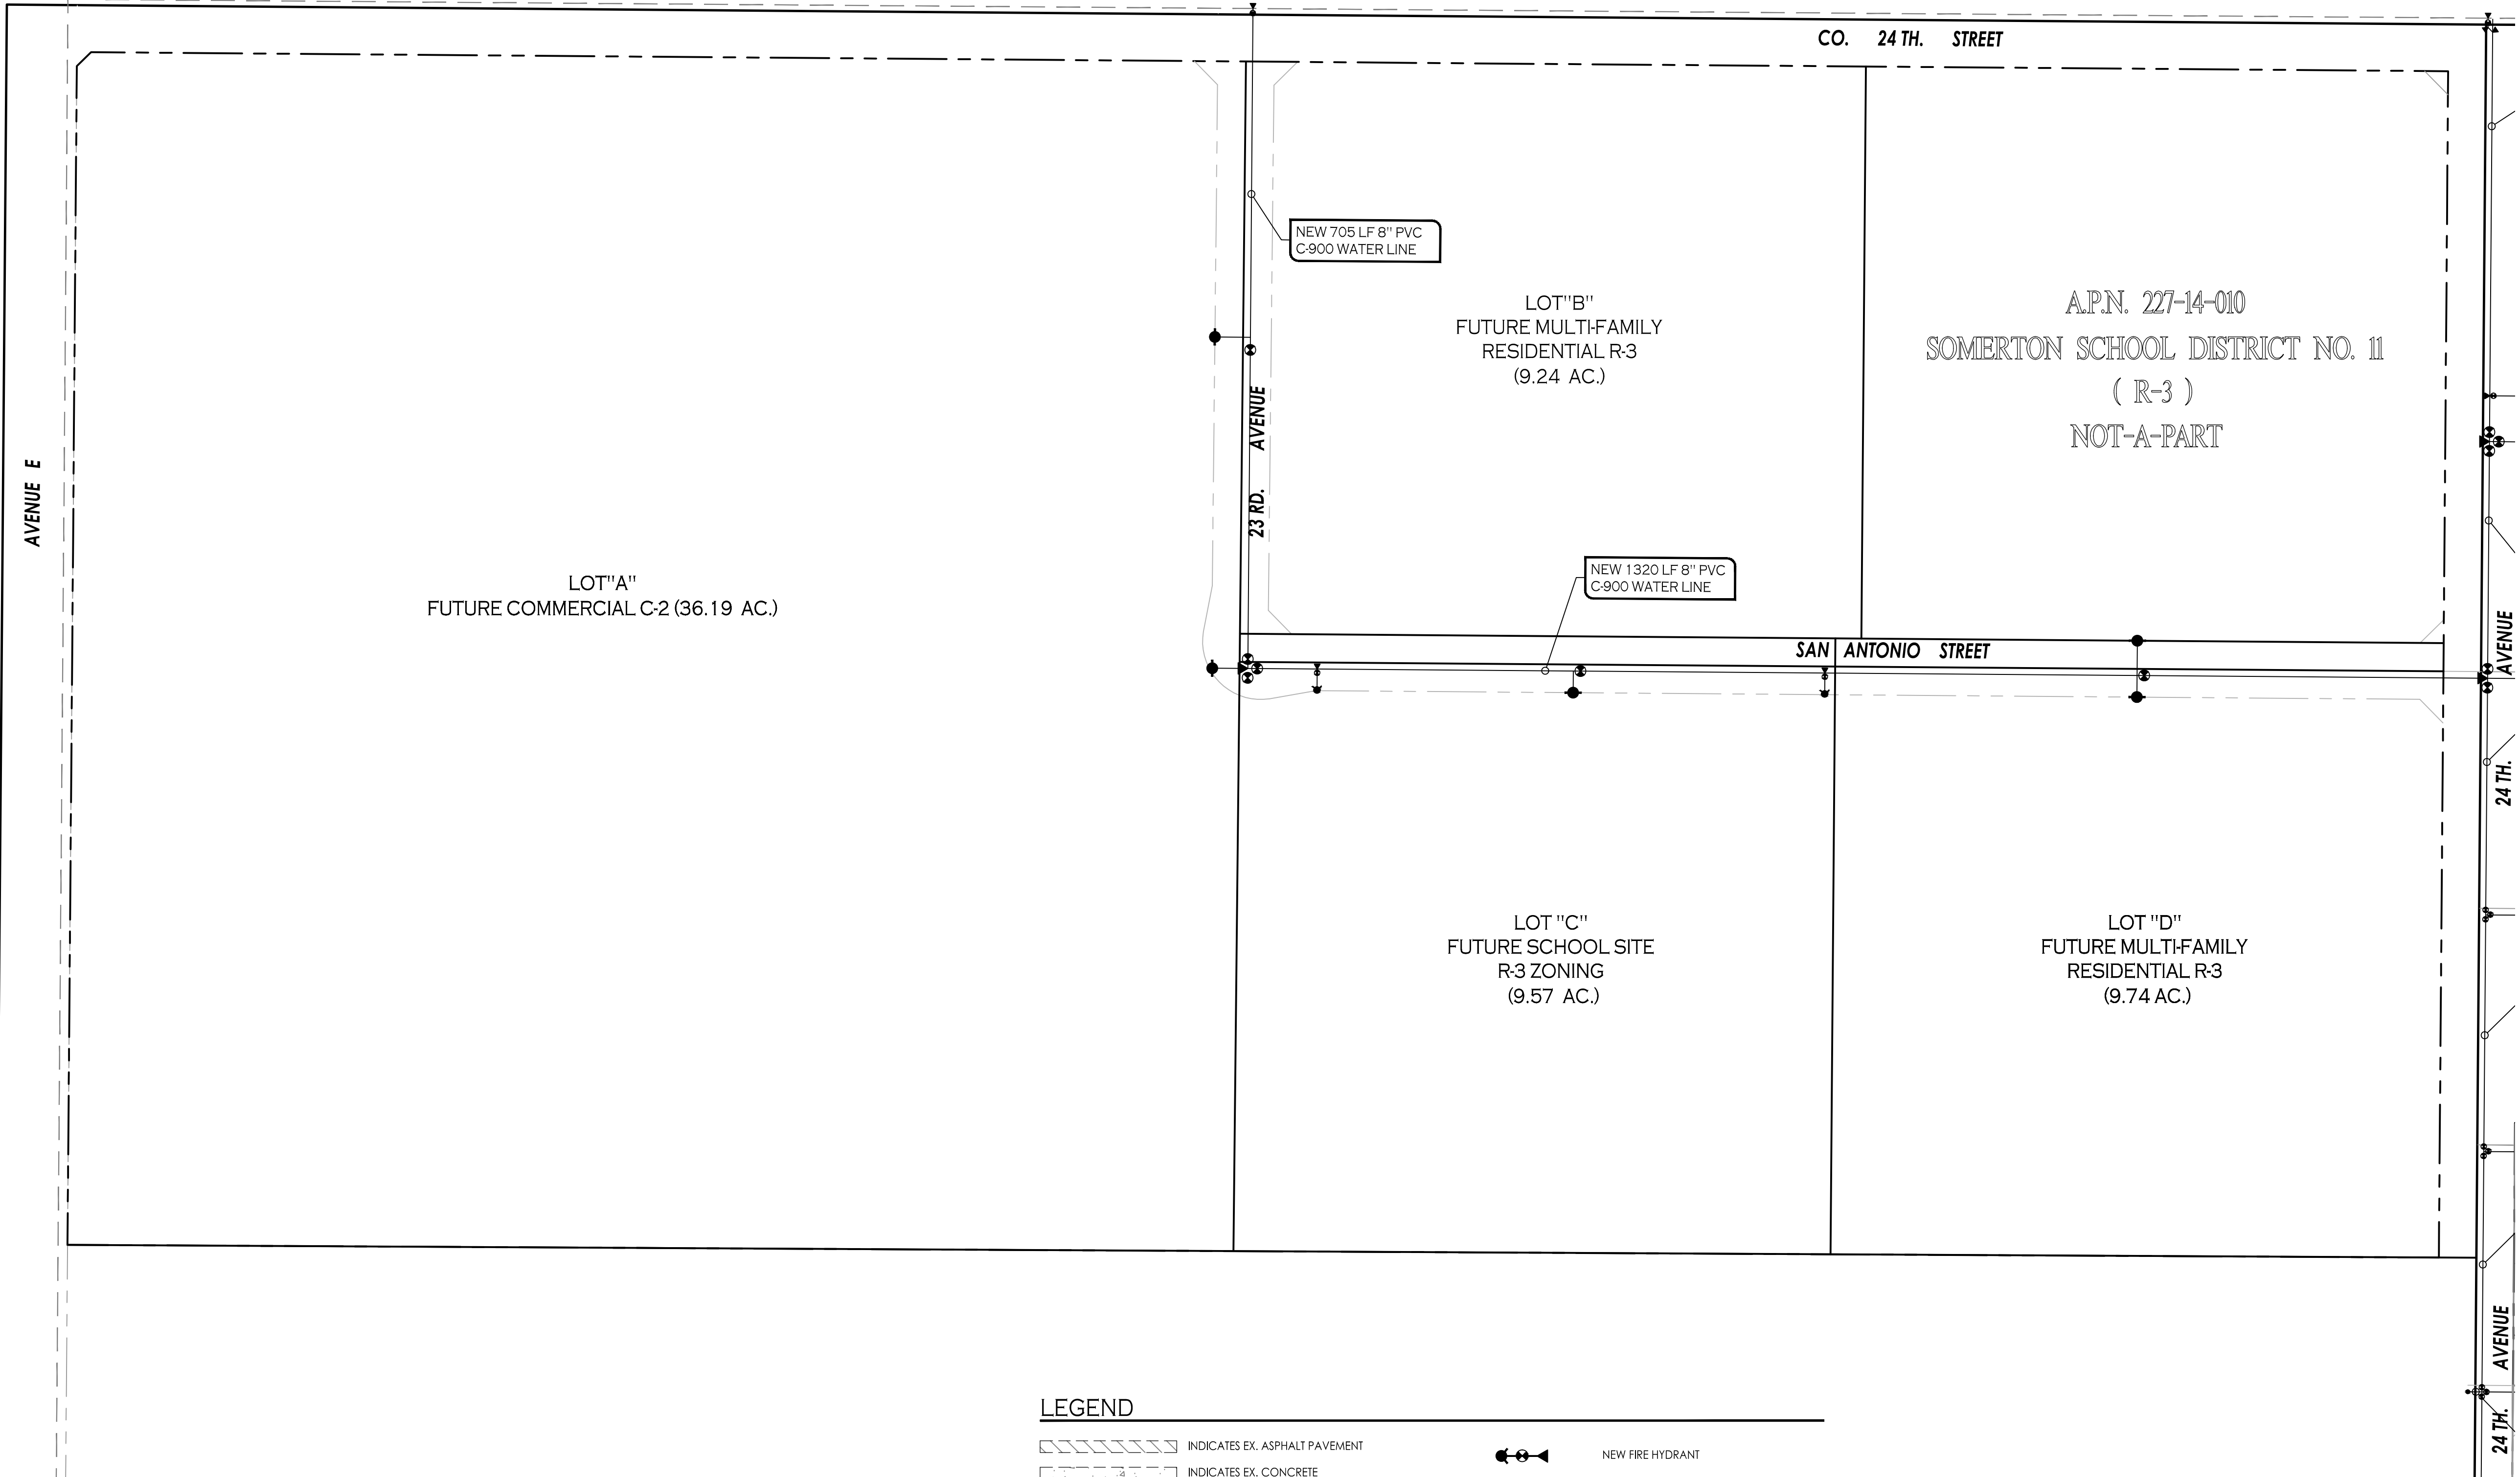 CO. 24 TH. STREET
NEW 705 LF 8" PVC
C-900 WATER LINE
LOT"B"
FUTURE MULTI-FAMILY
RESIDENTIAL R-3
(9.24 AC.)
A.P.N. 227-14-010
SOMERTON SCHOOL DISTRICT NO. 11
( R-3 )
NOT-A-PART
AVENUE E
23 RD. AVENUE
LOT"A"
FUTURE COMMERCIAL C-2 (36.19 AC.)
NEW 1320 LF 8" PVC
C-900 WATER LINE
SAN ANTONIO STREET
24 TH. AVENUE
LOT "C"
FUTURE SCHOOL SITE
R-3 ZONING
(9.57 AC.)
LOT "D"
FUTURE MULTI-FAMILY
RESIDENTIAL R-3
(9.74 AC.)
24 TH. AVENUE
LEGEND
INDICATES EX. ASPHALT PAVEMENT
NEW FIRE HYDRANT
INDICATES EX. CONCRETE